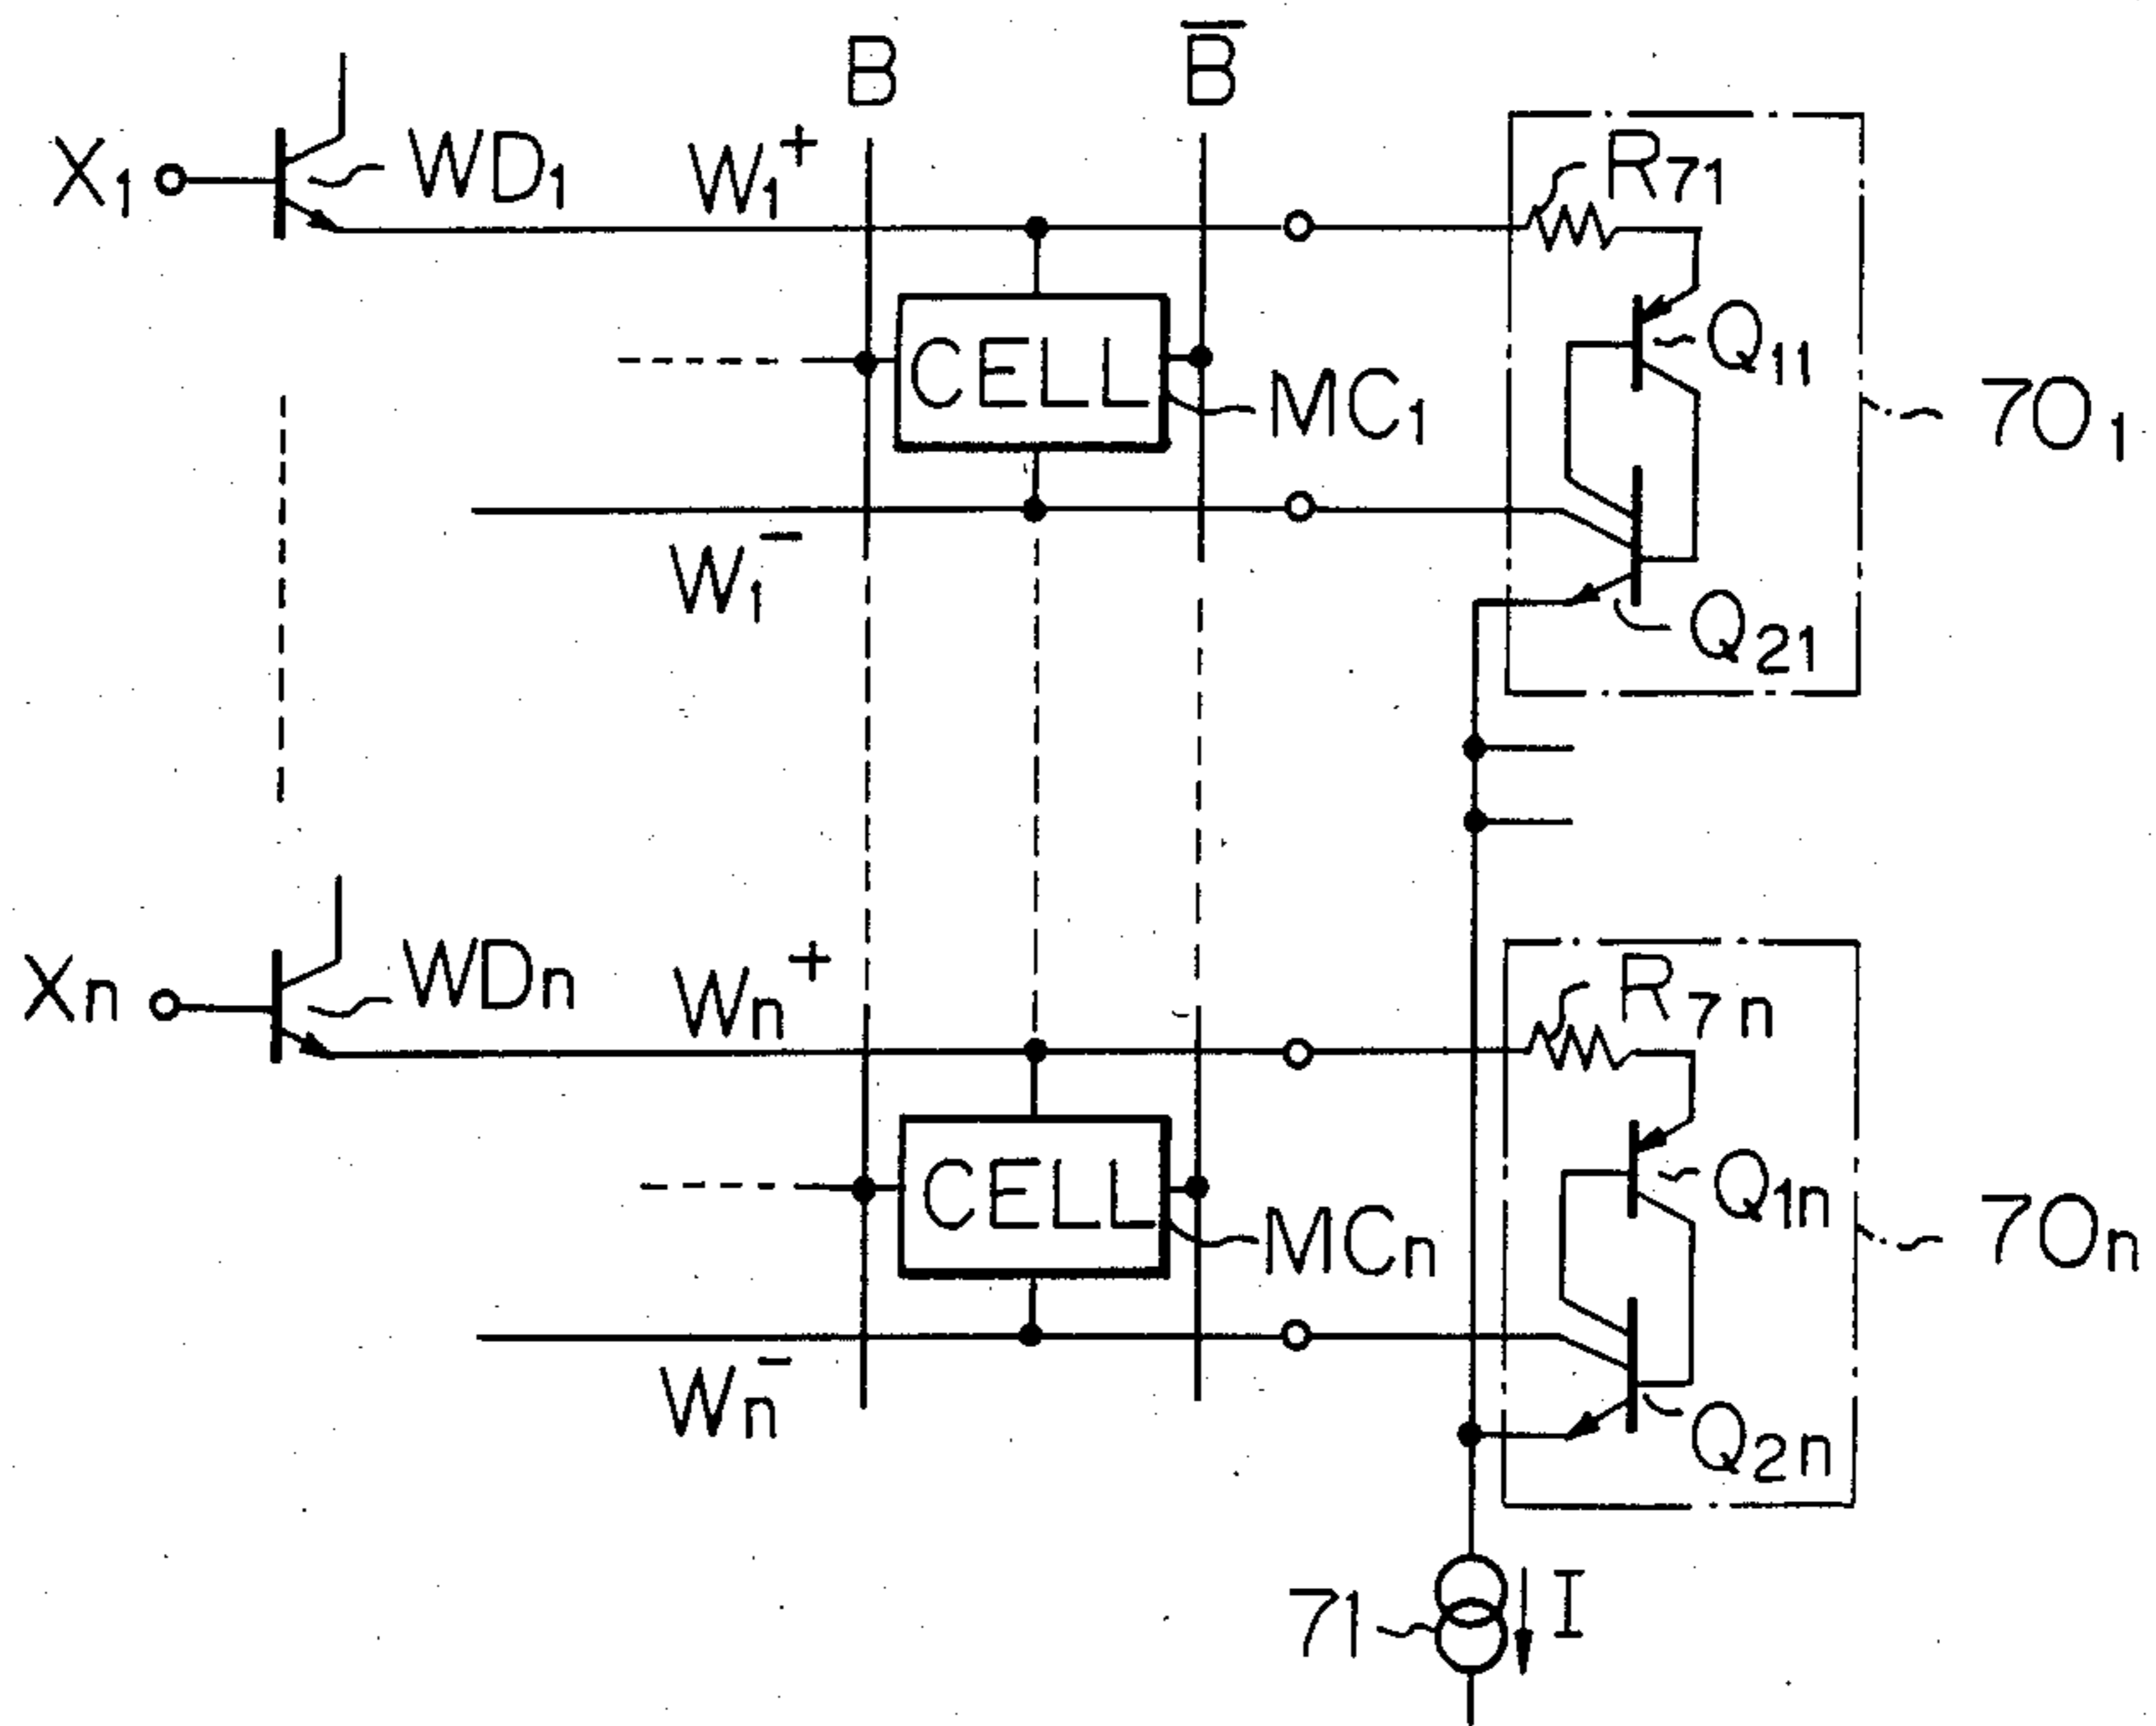 B B̅
X₁ WD₁ W₁⁺ R₇₁
Q₁₁
CELL MC₁ 70₁
W₁⁻ Q₂₁
Xn WDn Wn⁺ R₇n
Q₁n
CELL MCn 70n
Wn⁻ Q₂n
71 I